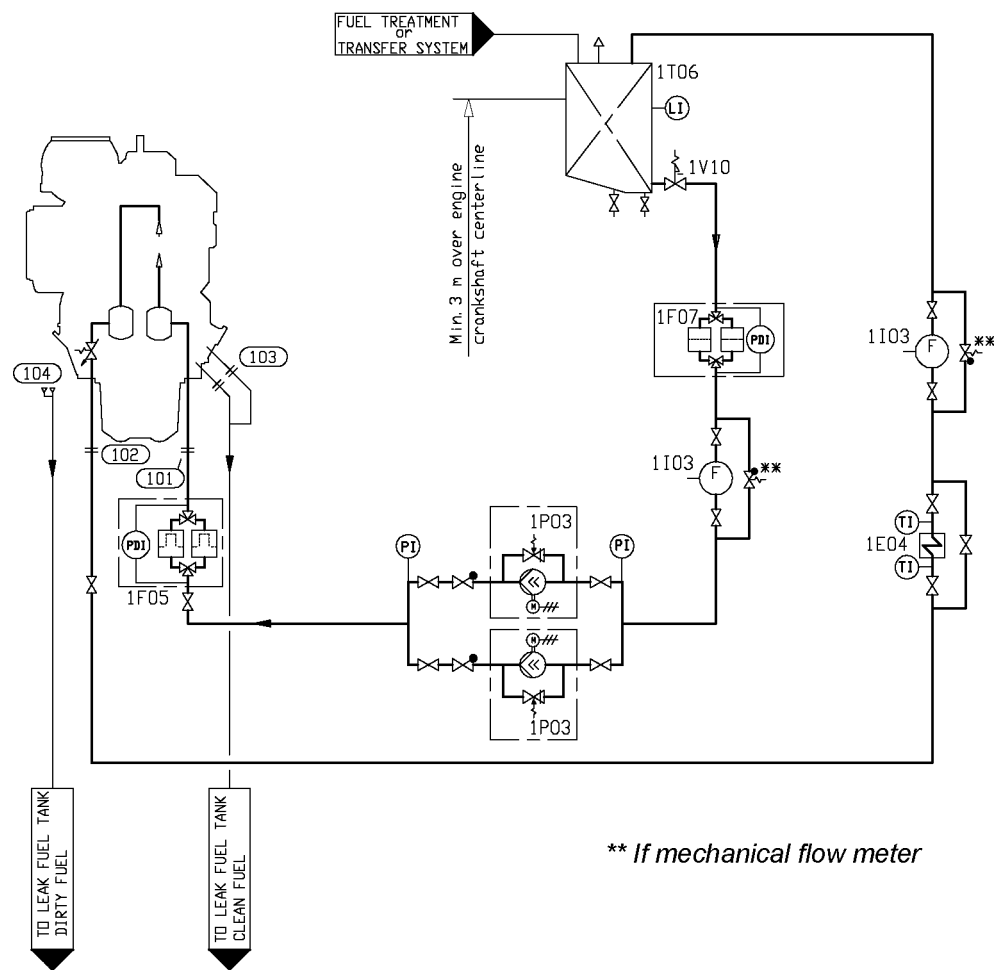 FUEL TREATMENT
or
TRANSFER SYSTEM
1T06
LI
1V10
Min. 3 m over engine
crankshaft centerline
1F07
PDI
1I03
F
**
103
104
102
101
1I03
F
**
PDI
1F05
PI
1P03
M
PI
TI
1E04
TI
M
1P03
TO LEAK FUEL TANK
DIRTY FUEL
TO LEAK FUEL TANK
CLEAN FUEL
** If mechanical flow meter